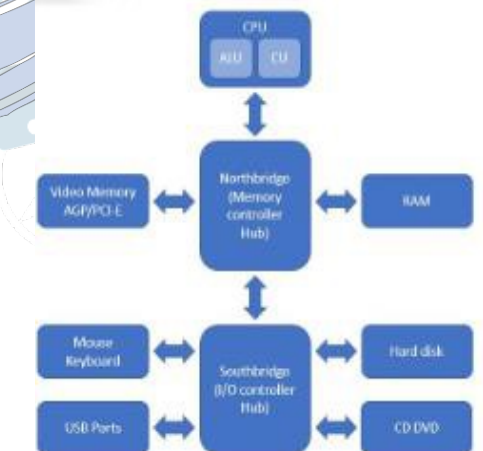 CPU
ALU CU
Northbridge
(Memory
controller
Hub)
Video Memory
AGP/PCI-E
RAM
Mouse
Keyboard
Southbridge
(I/O controller
Hub)
Hard disk
USB Ports
CD DVD